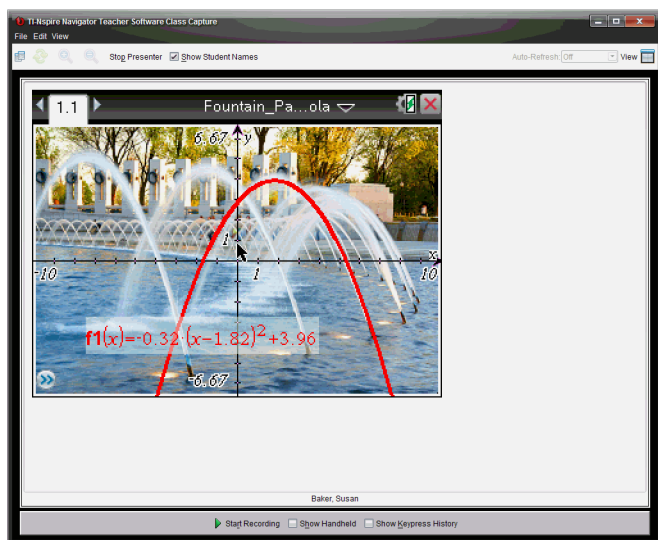 TI-Nspire Navigator Teacher Software Class Capture
File Edit View
Stop Presenter Show Student Names Auto-Refresh: Off View
1.1 Fountain_Pa...ola
6.67 y
1
x
-10 1 10
f1(x)=-0.32·(x-1.82)²+3.96
-6.67
Baker, Susan
Start Recording Show Handheld Show Keypress History